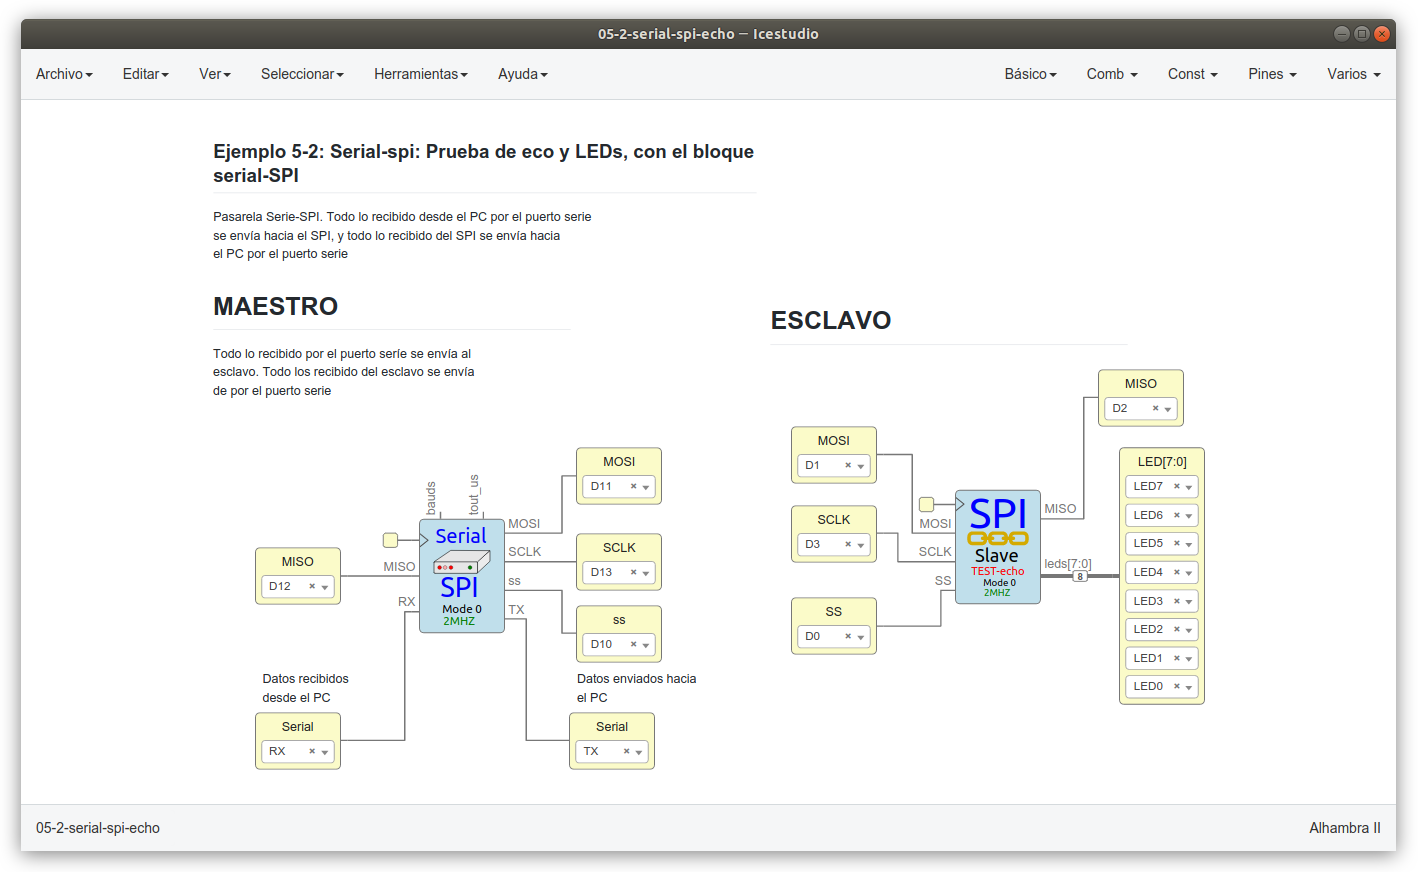 05-2-serial-spi-echo — Icestudio
Archivo Editar Ver Seleccionar Herramientas Ayuda Básico Comb Const Pines Varios
Ejemplo 5-2: Serial-spi: Prueba de eco y LEDs, con el bloque
serial-SPI
Pasarela Serie-SPI. Todo lo recibido desde el PC por el puerto serie
se envía hacia el SPI, y todo lo recibido del SPI se envía hacia
el PC por el puerto serie
MAESTRO
Todo lo recibido por el puerto seríe se envía al
esclavo. Todo los recibido del esclavo se envía
de por el puerto serie
MISO
D12
bauds
tout_us
MISO
RX
Serial
SPI
Mode 0
2MHZ
MOSI
SCLK
ss
TX
MOSI
D11
SCLK
D13
ss
D10
Datos recibidos
desde el PC
Serial
RX
Datos enviados hacia
el PC
Serial
TX
ESCLAVO
MOSI
D1
SCLK
D3
SS
D0
MOSI
SCLK
SS
SPI
Slave
TEST-echo
Mode 0
2MHZ
MISO
leds[7:0]
8
MISO
D2
LED[7:0]
LED7
LED6
LED5
LED4
LED3
LED2
LED1
LED0
05-2-serial-spi-echo
Alhambra II